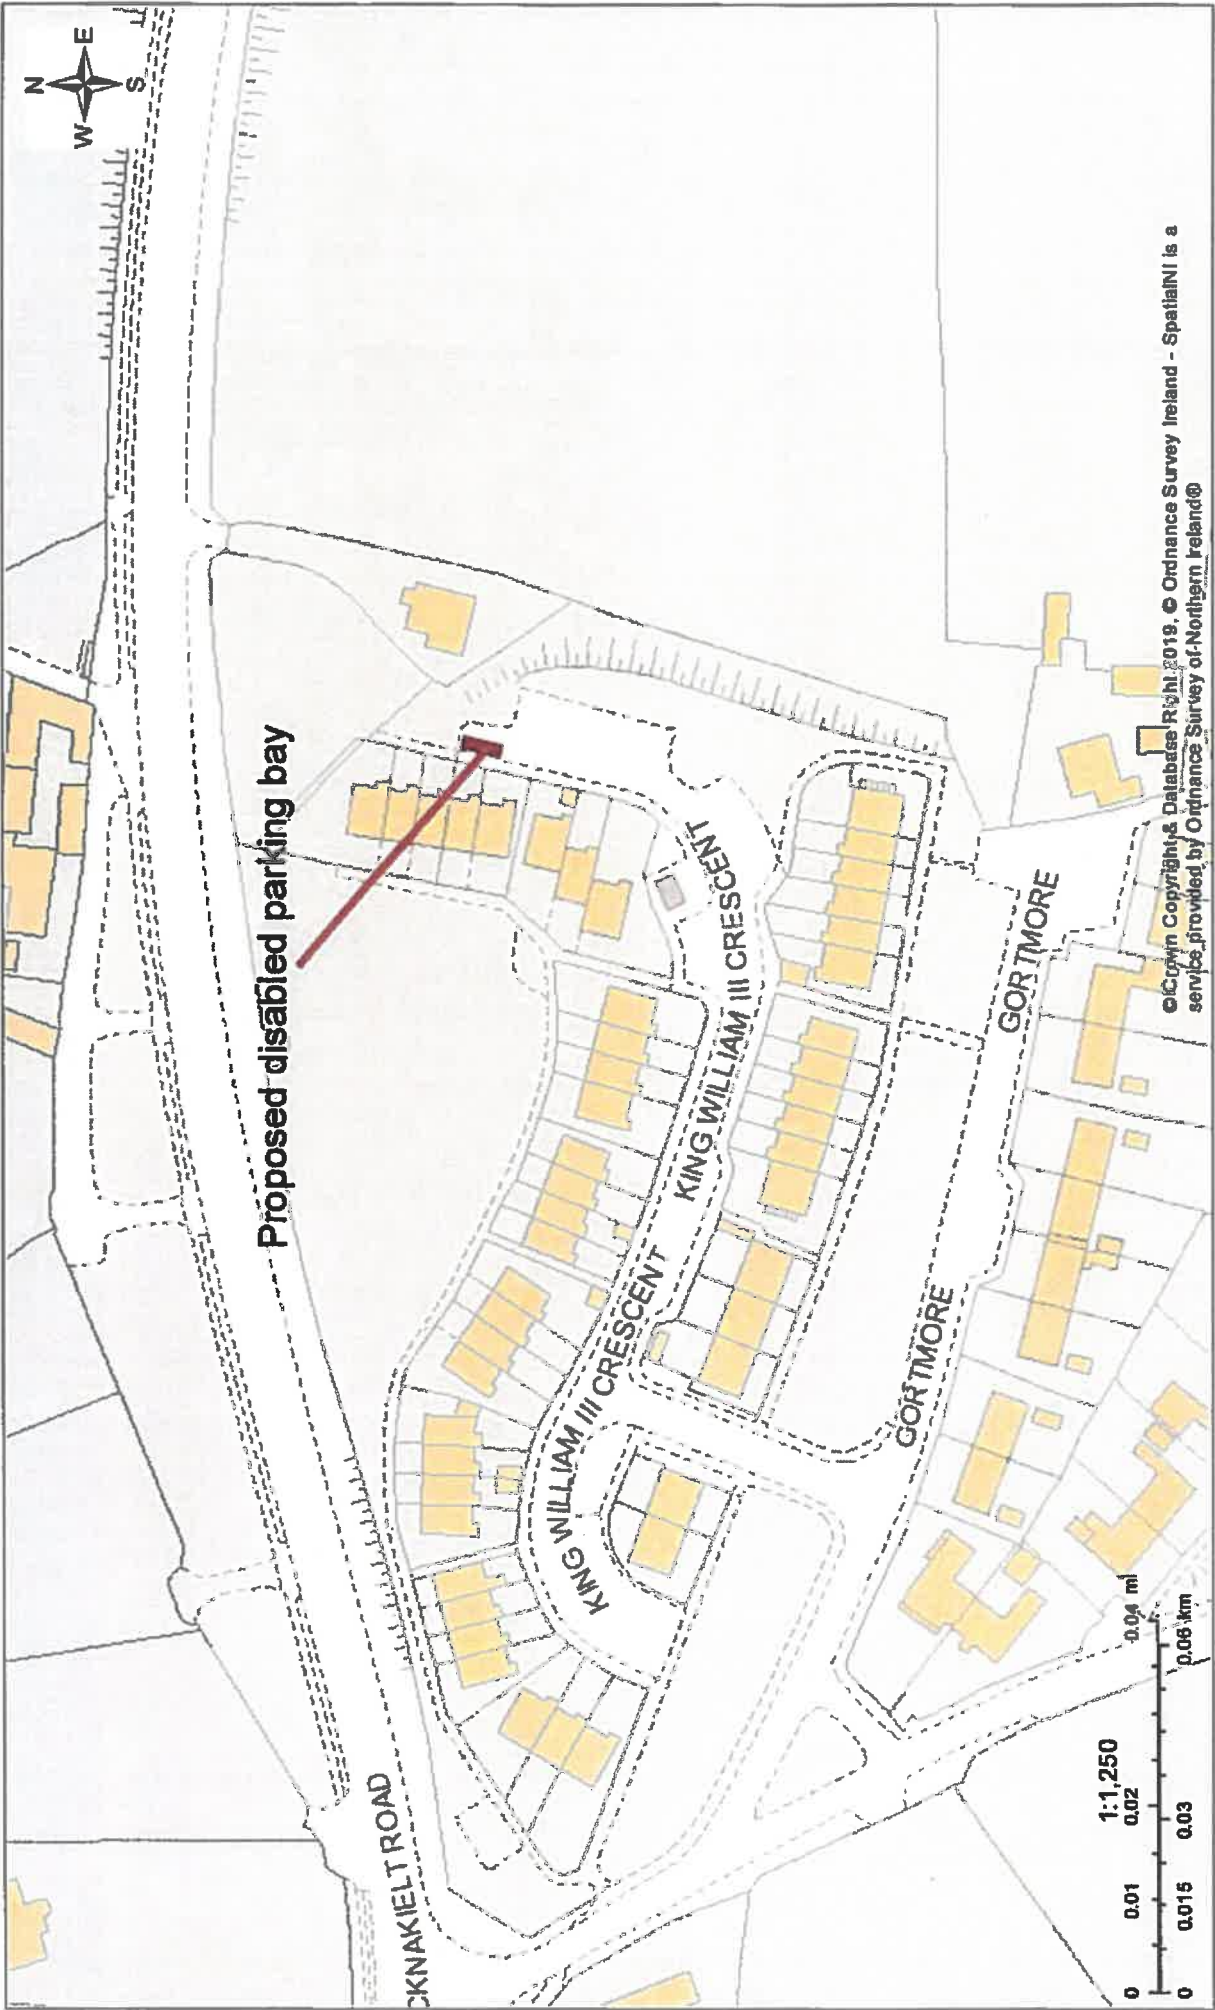 N
W E
S
Proposed disabled parking bay
CKNAKIELT ROAD
KING WILLIAM III CRESCENT
KING WILLIAM III CRESCENT
KING WILLIAM III CRESCENT
GORTMORE
GORTMORE
1:1,250
0 0.01 0.02 0.04 mi
0 0.015 0.03 0.06 km
© Crown Copyright & Database Right 2019, © Ordnance Survey Ireland - SpatialNI is a
service provided by Ordnance Survey of Northern Ireland®